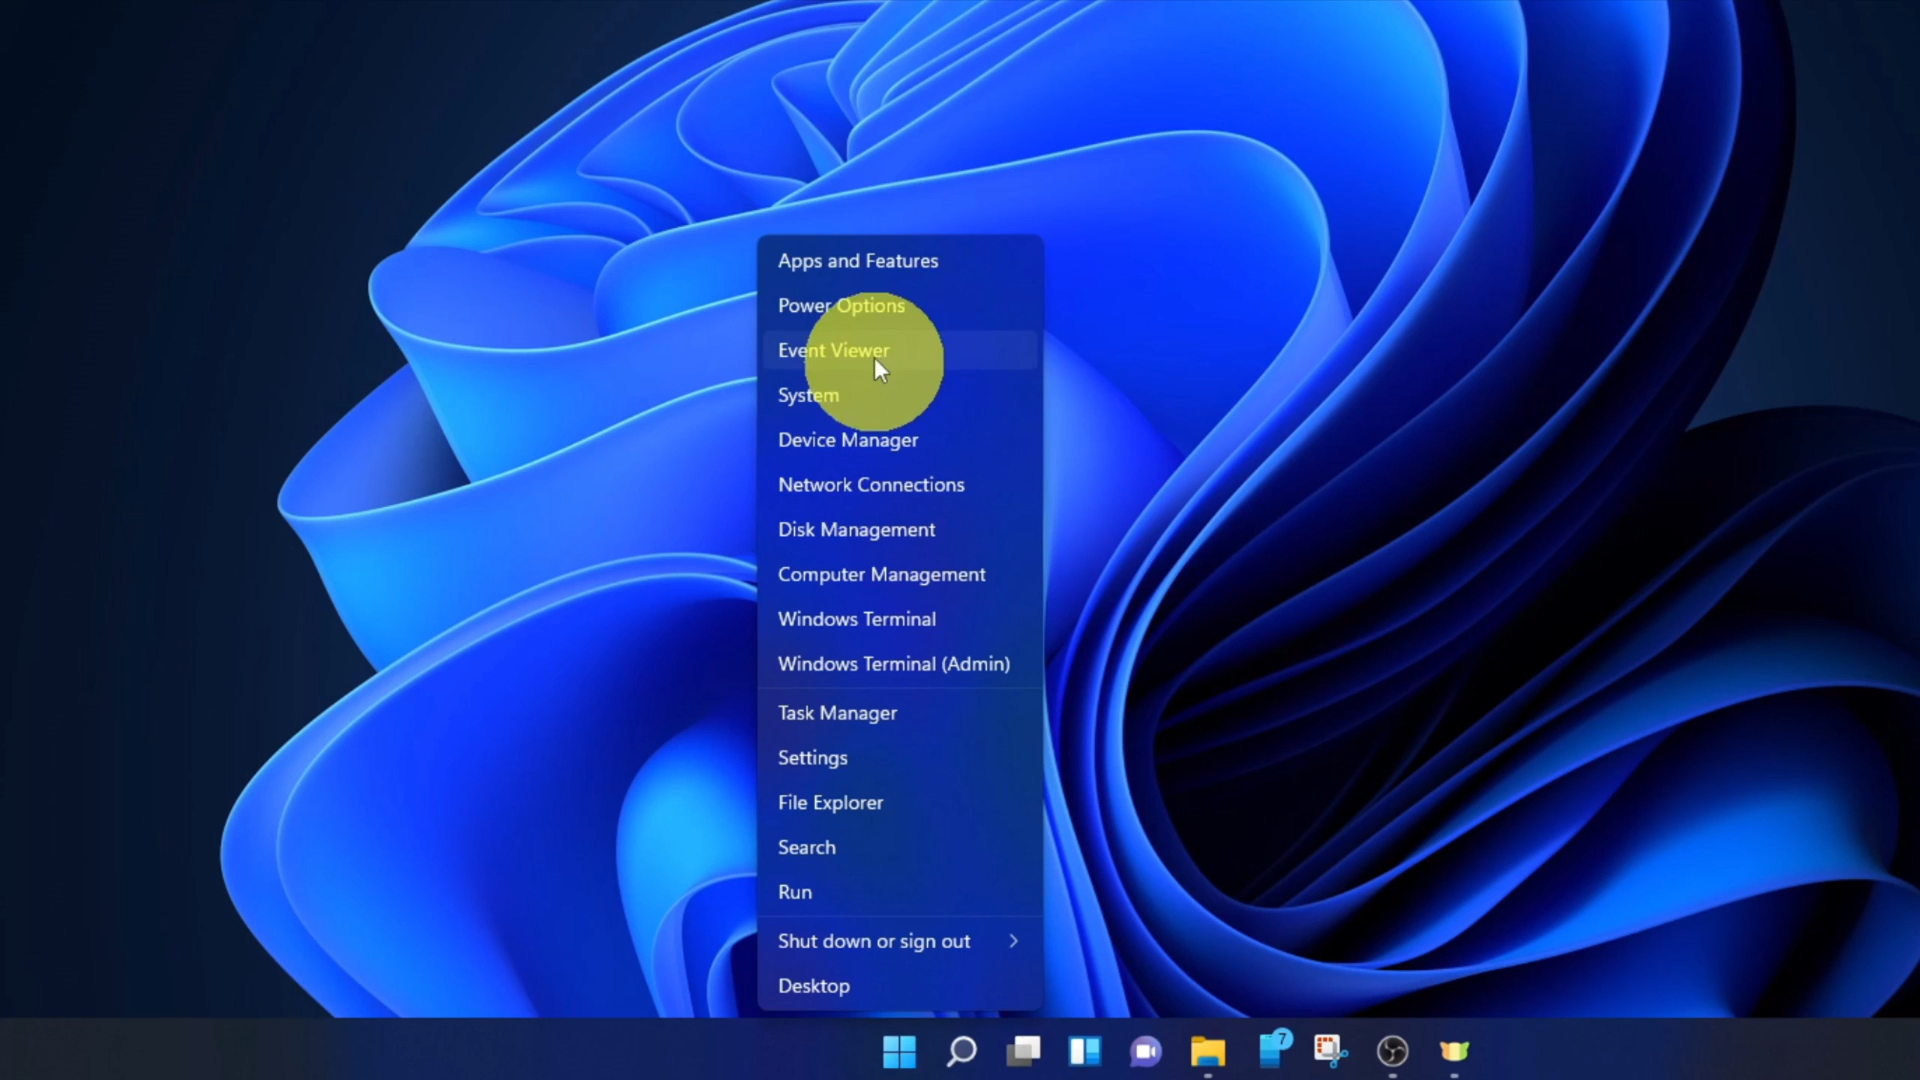 Apps and Features
Power Options
Event Viewer
System
Device Manager
Network Connections
Disk Management
Computer Management
Windows Terminal
Windows Terminal (Admin)
Task Manager
Settings
File Explorer
Search
Run
Shut down or sign out
Desktop
7